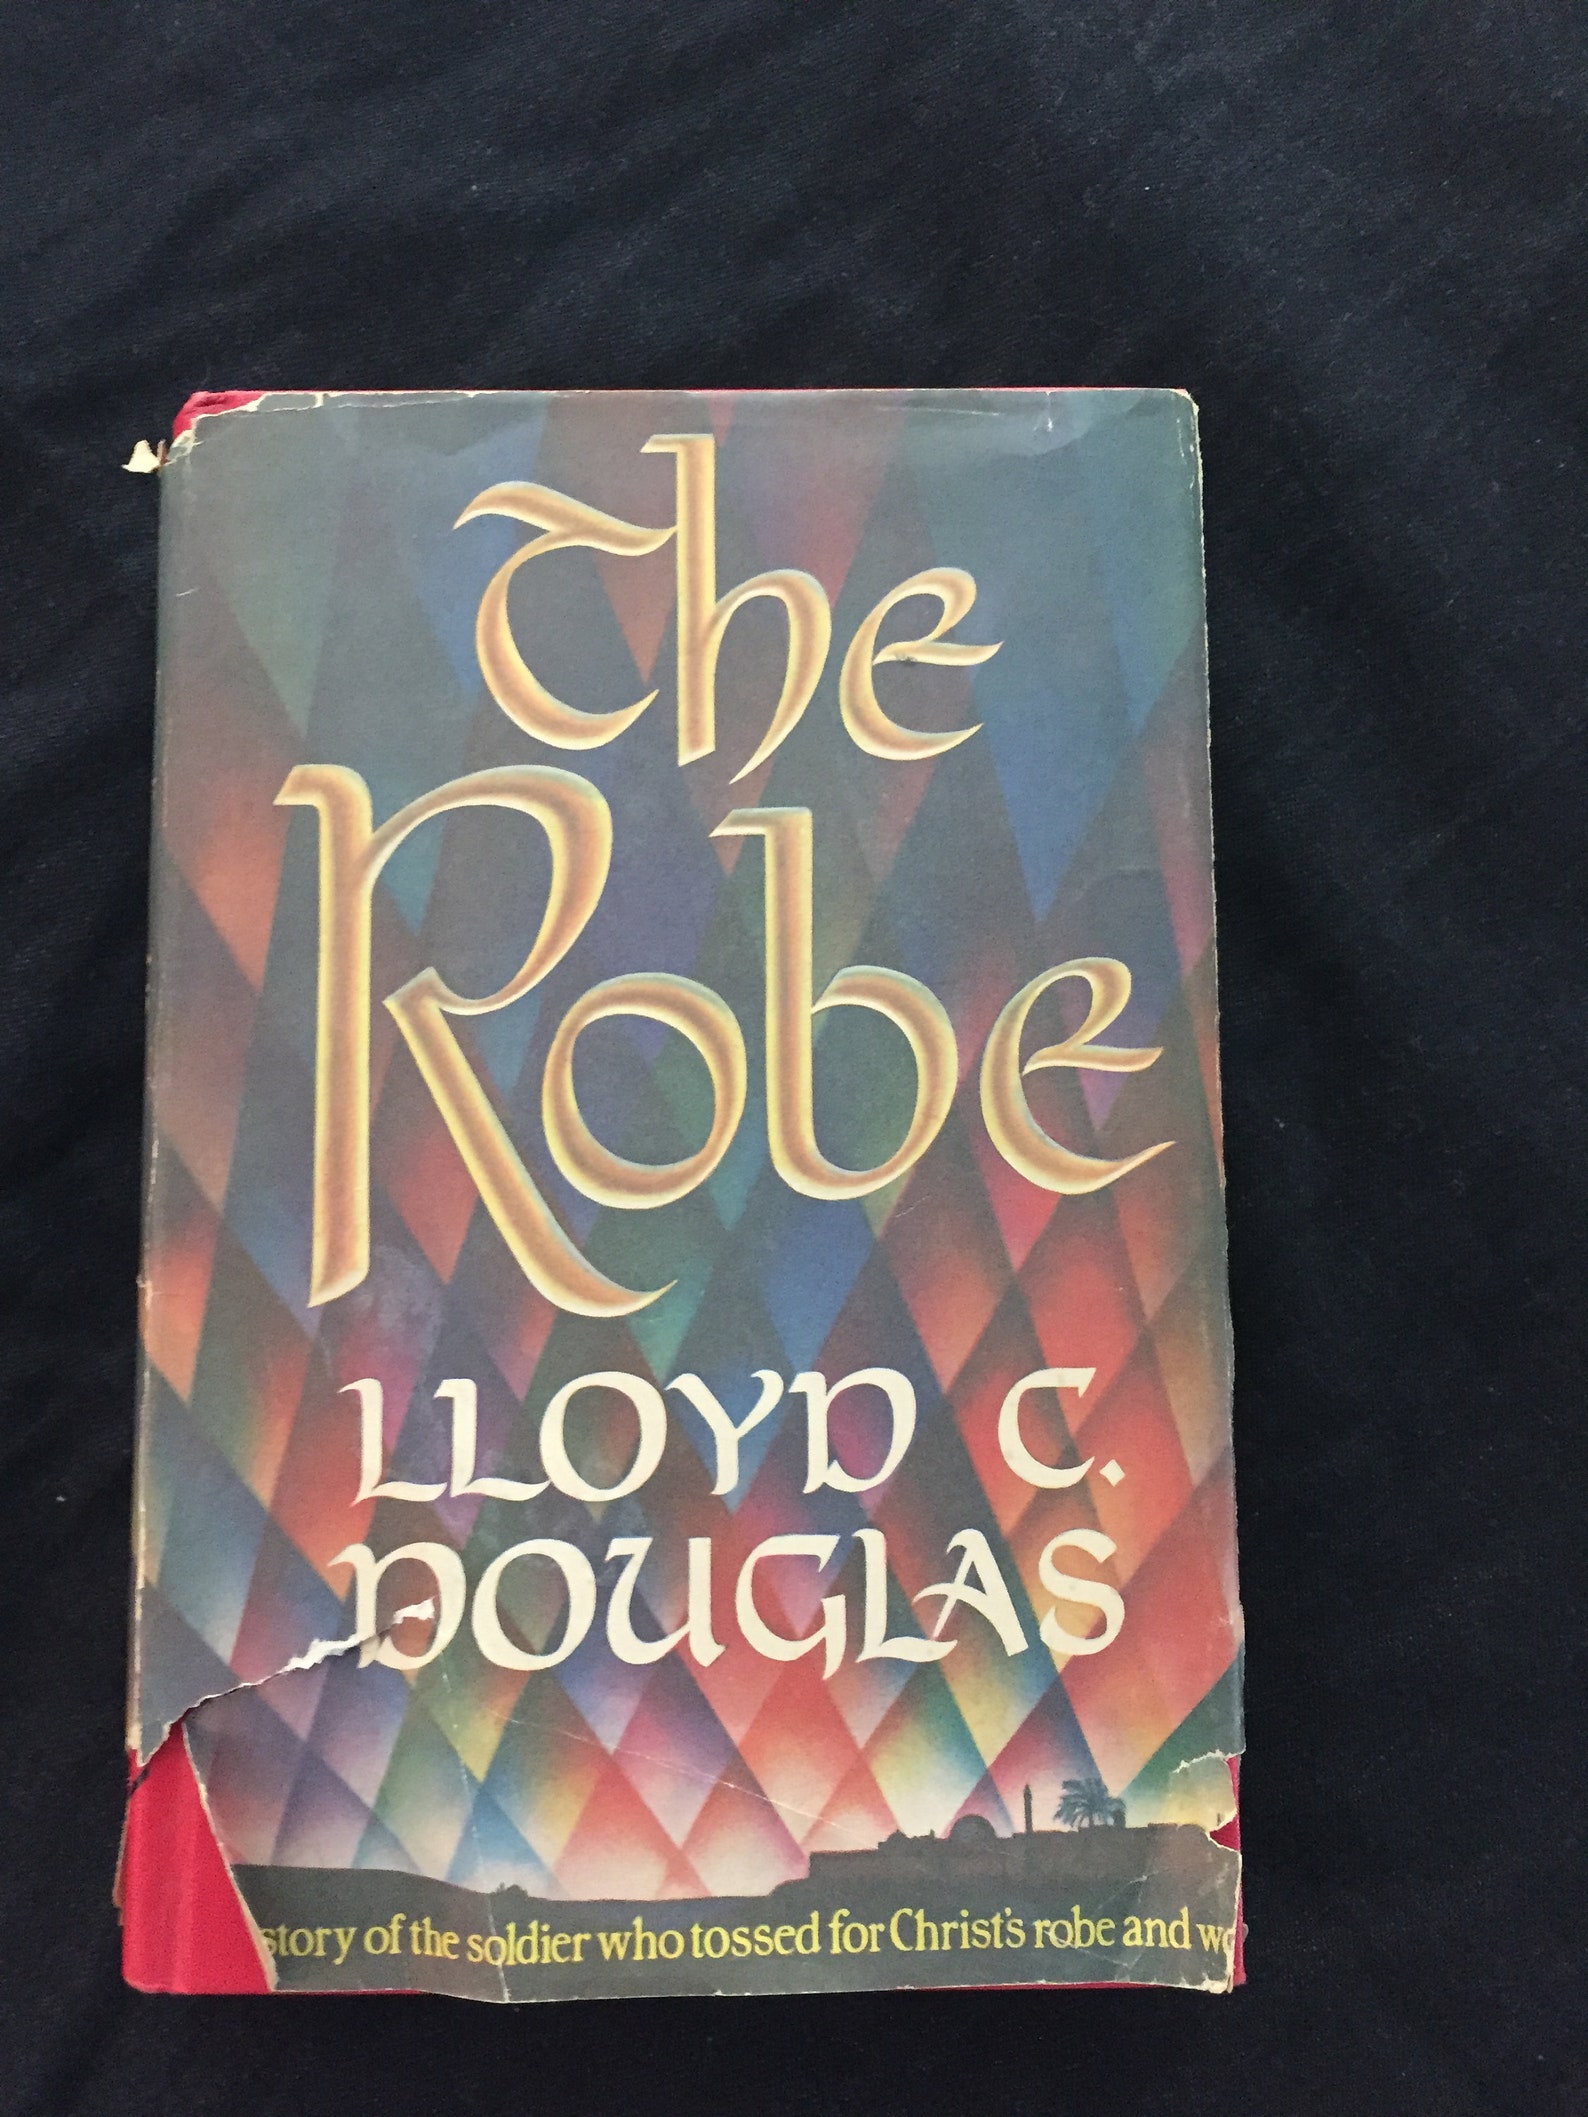 The
Robe
LLOYD C.
DOUGLAS
story of the soldier who tossed for Christ's robe and